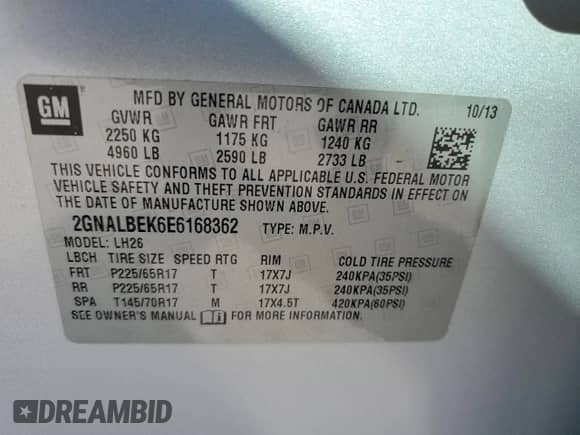 GM
MFD BY GENERAL MOTORS OF CANADA LTD. 10/13
GVWR GAWR FRT GAWR RR
2250 KG 1175 KG 1240 KG
4960 LB 2590 LB 2733 LB
THIS VEHICLE CONFORMS TO ALL APPLICABLE U.S. FEDERAL MOTOR
VEHICLE SAFETY AND THEFT PREVENTION STANDARDS IN EFFECT ON
THE DATE OF MANUFACTURE SHOWN ABOVE.
2GNALBEK6E6168362 TYPE: M.P.V.
MODEL: LH26
LBCH TIRE SIZE SPEED RTG RIM COLD TIRE PRESSURE
FRT P225/65R17 T 17X7J 240KPA(35PSI)
RR P225/65R17 T 17X7J 240KPA(35PSI)
SPA T145/70R17 M 17X4.5T 420KPA(60PSI)
SEE OWNER'S MANUAL FOR MORE INFORMATION.
DREAMBID